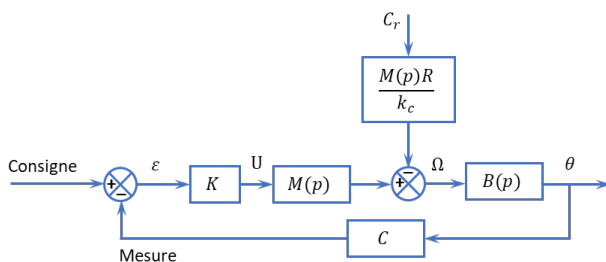 C_r
M(p)R
k_c
Consigne
+
−
ε
K
U
M(p)
+
−
Ω
B(p)
θ
−
C
Mesure